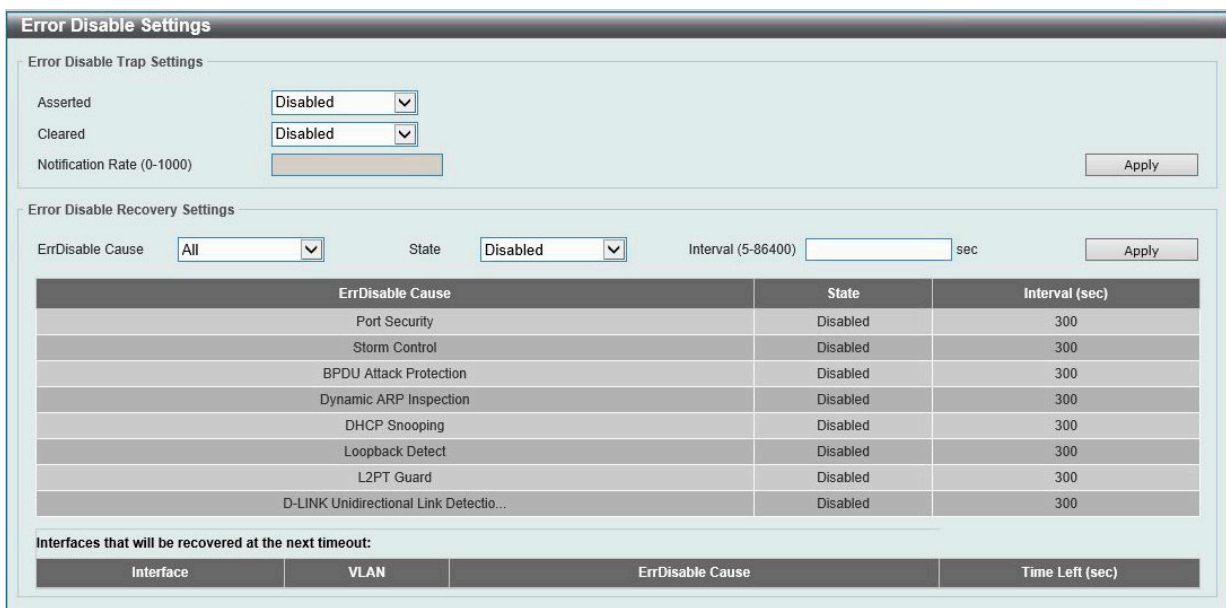 Error Disable Settings
Error Disable Trap Settings
Asserted Disabled
Cleared Disabled
Notification Rate (0-1000) Apply
Error Disable Recovery Settings
ErrDisable Cause All State Disabled Interval (5-86400) sec Apply
ErrDisable Cause State Interval (sec)
Port Security Disabled 300
Storm Control Disabled 300
BPDU Attack Protection Disabled 300
Dynamic ARP Inspection Disabled 300
DHCP Snooping Disabled 300
Loopback Detect Disabled 300
L2PT Guard Disabled 300
D-LINK Unidirectional Link Detectio... Disabled 300
Interfaces that will be recovered at the next timeout:
Interface VLAN ErrDisable Cause Time Left (sec)